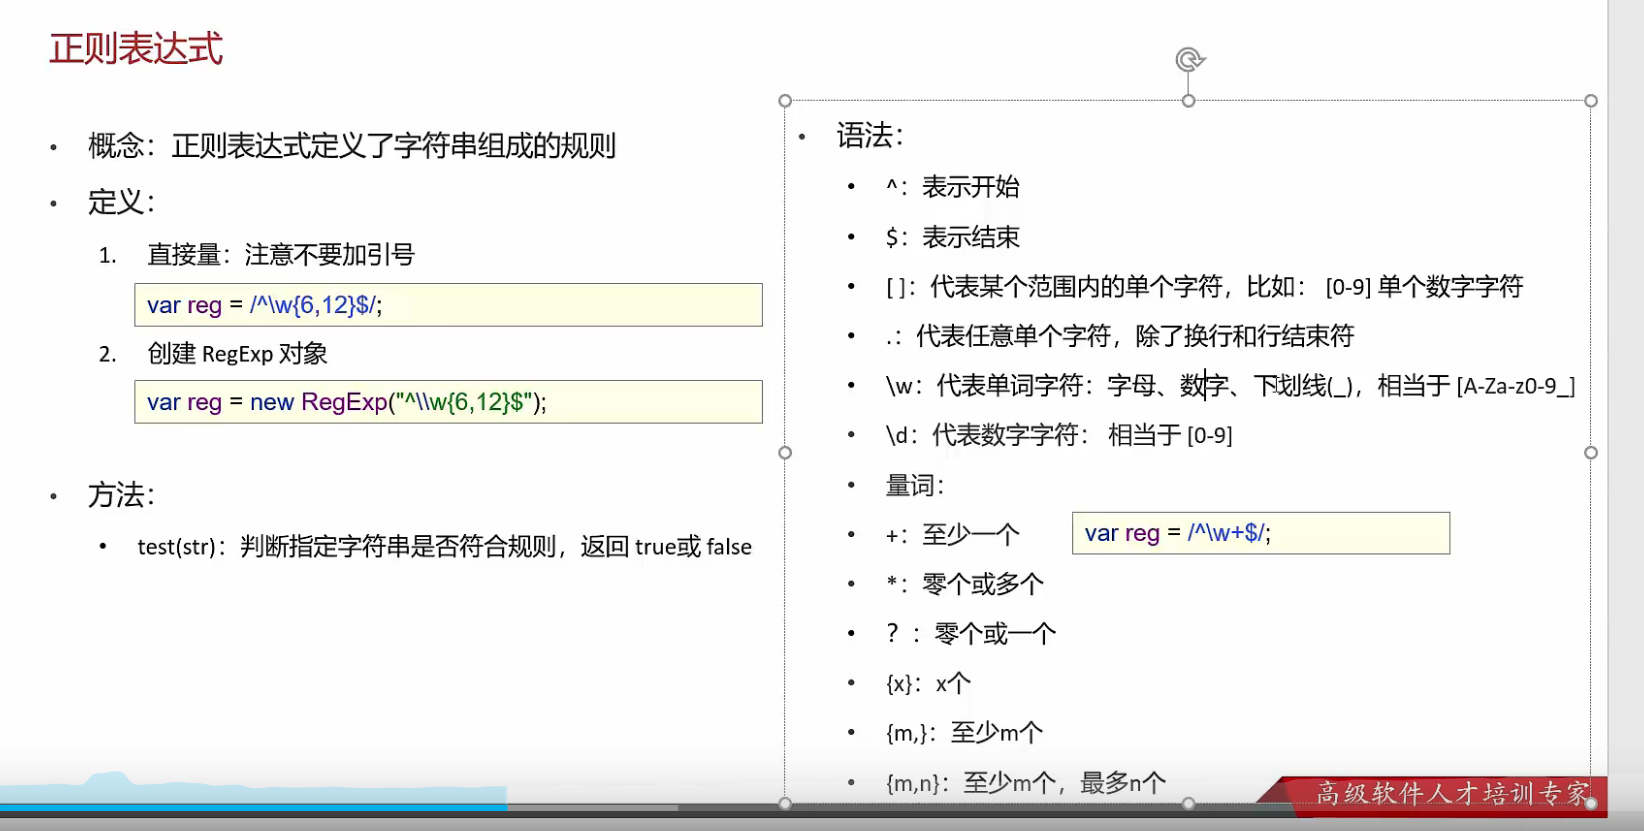 正则表达式
• 概念：正则表达式定义了字符串组成的规则
• 定义：
1. 直接量：注意不要加引号
var reg = /^\w{6,12}$/;
2. 创建 RegExp 对象
var reg = new RegExp("^\\w{6,12}$");
• 方法：
• test(str)：判断指定字符串是否符合规则，返回 true或 false
• 语法：
• ^：表示开始
• $：表示结束
• [ ]：代表某个范围内的单个字符，比如： [0-9] 单个数字字符
• .：代表任意单个字符，除了换行和行结束符
• \w：代表单词字符：字母、数字、下划线(_)，相当于 [A-Za-z0-9_]
• \d：代表数字字符： 相当于 [0-9]
• 量词：
• +：至少一个
var reg = /^\w+$/;
• *：零个或多个
• ？：零个或一个
• {x}：x个
• {m,}：至少m个
• {m,n}：至少m个，最多n个
高级软件人才培训专家